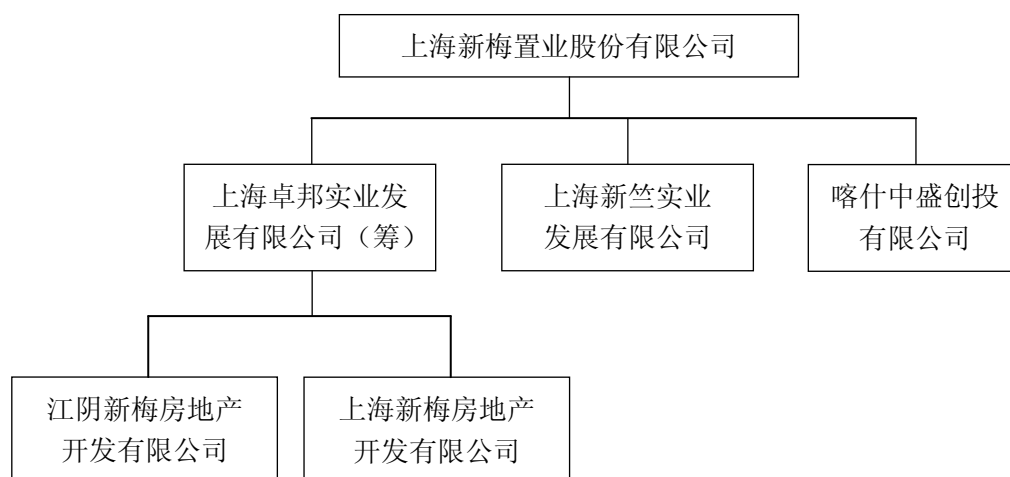 上海新梅置业股份有限公司
上海卓邦实业发
展有限公司（筹）
上海新竺实业
发展有限公司
喀什中盛创投
有限公司
江阴新梅房地产
开发有限公司
上海新梅房地产
开发有限公司